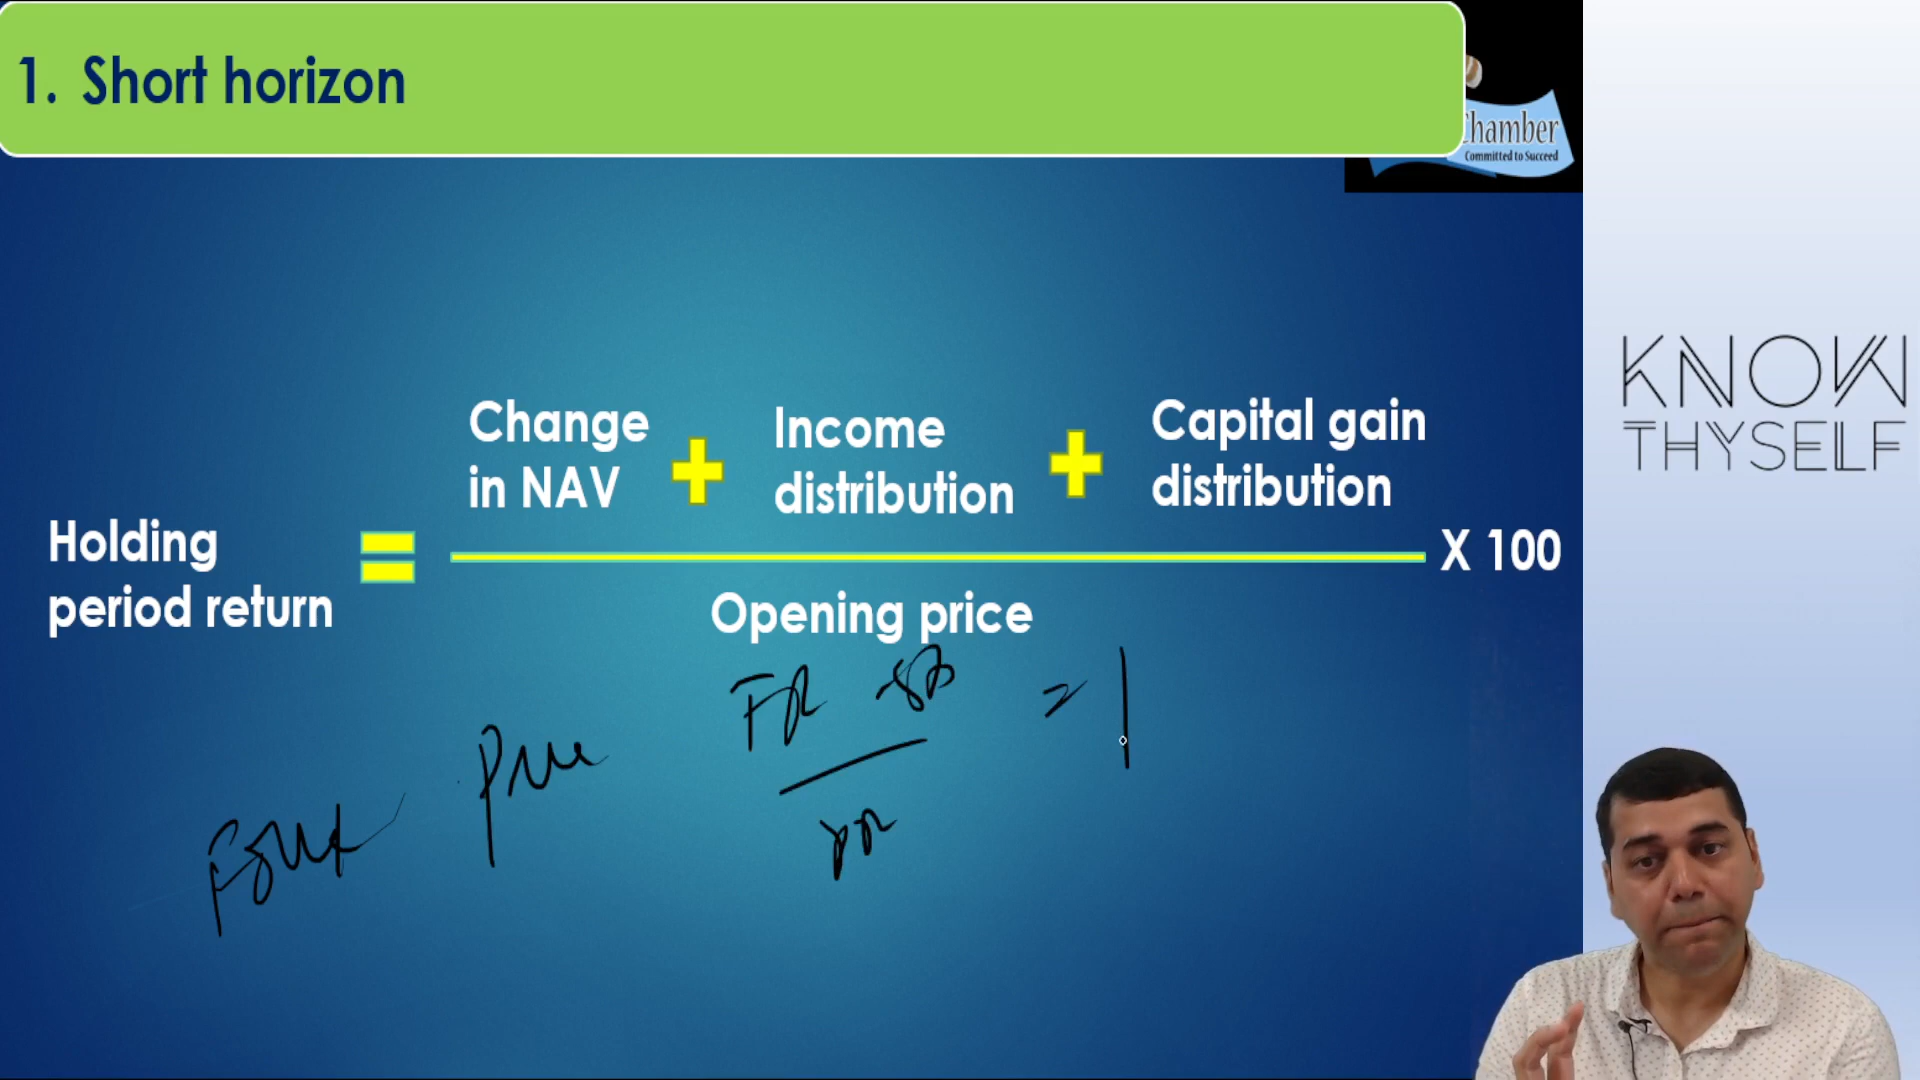 1. Short horizon
Chamber
Committed to Succeed
KNOW
THYSELF
Change in NAV + Income distribution + Capital gain distribution
Holding period return = X 100
Opening price
= 1